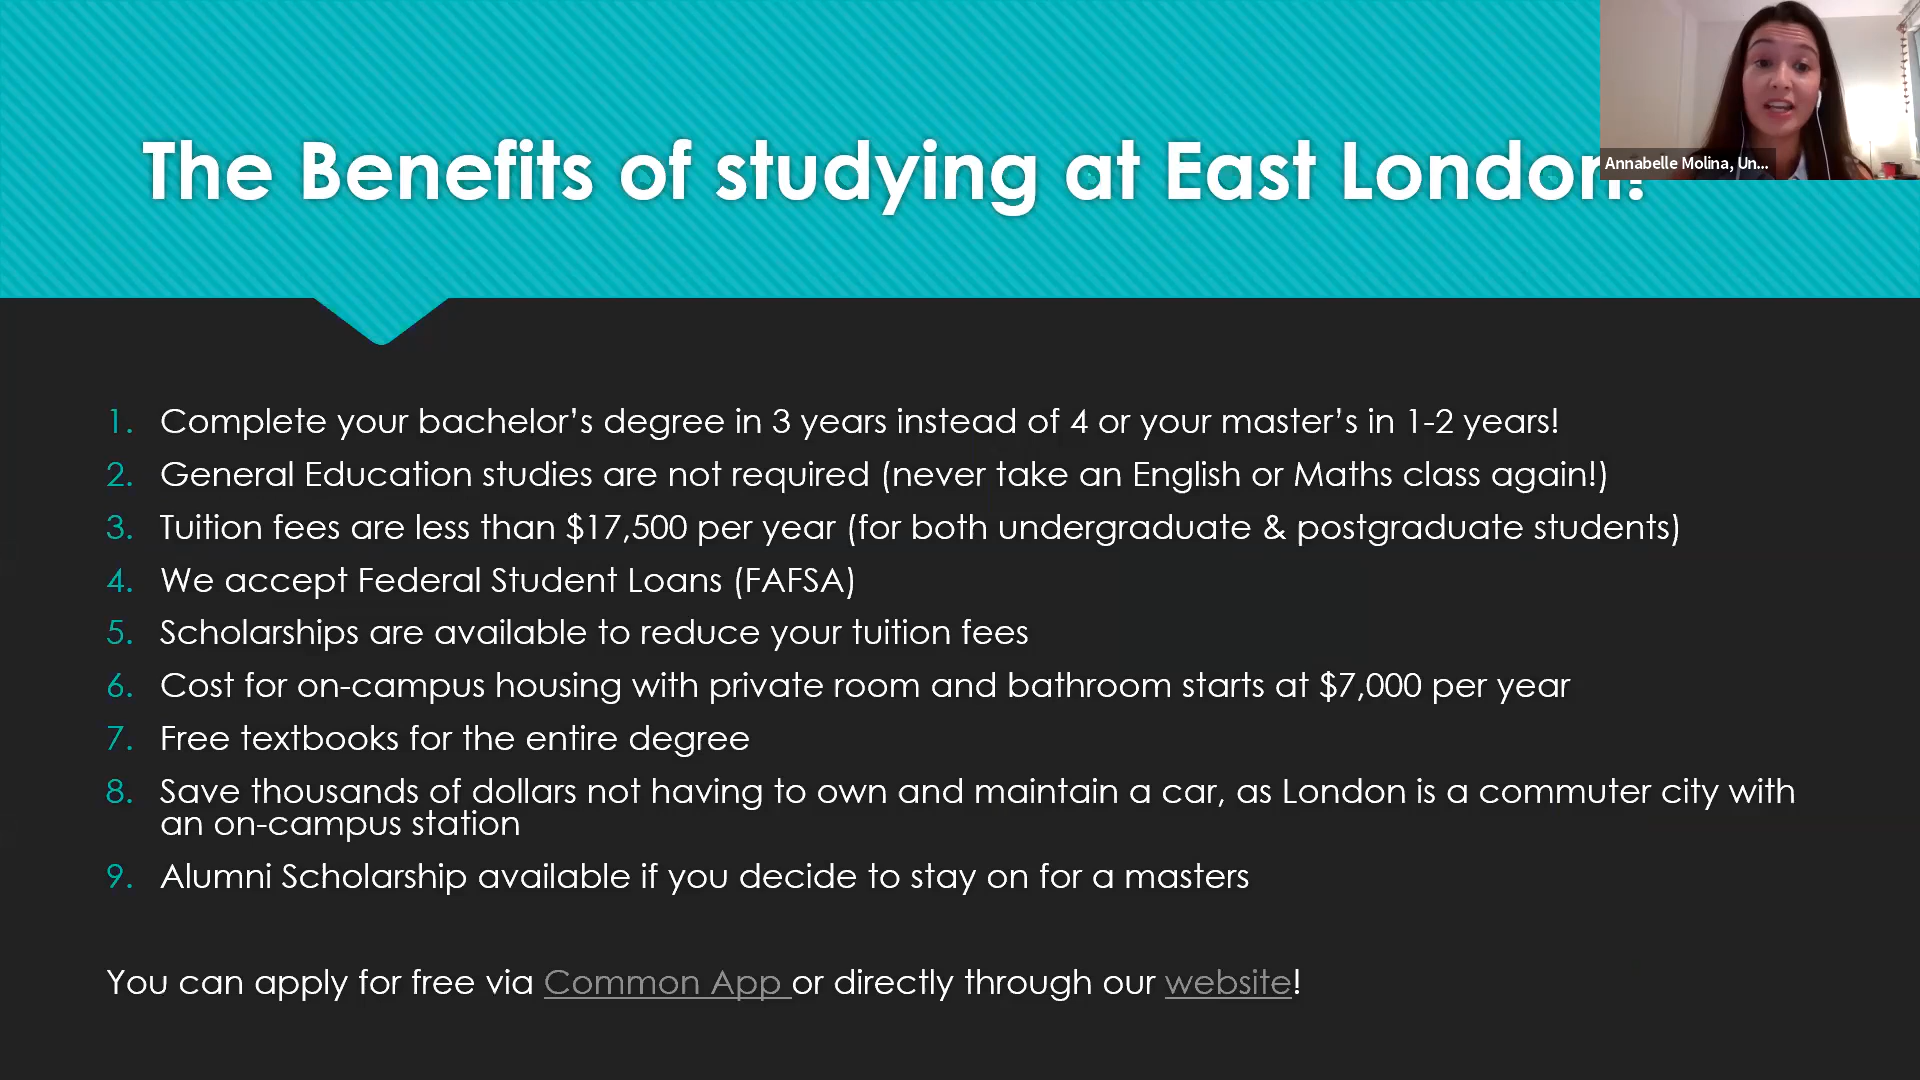 The Benefits of studying at East London!
Annabelle Molina, Un...
1. Complete your bachelor’s degree in 3 years instead of 4 or your master’s in 1-2 years!
2. General Education studies are not required (never take an English or Maths class again!)
3. Tuition fees are less than $17,500 per year (for both undergraduate & postgraduate students)
4. We accept Federal Student Loans (FAFSA)
5. Scholarships are available to reduce your tuition fees
6. Cost for on-campus housing with private room and bathroom starts at $7,000 per year
7. Free textbooks for the entire degree
8. Save thousands of dollars not having to own and maintain a car, as London is a commuter city with
an on-campus station
9. Alumni Scholarship available if you decide to stay on for a masters
You can apply for free via Common App or directly through our website!